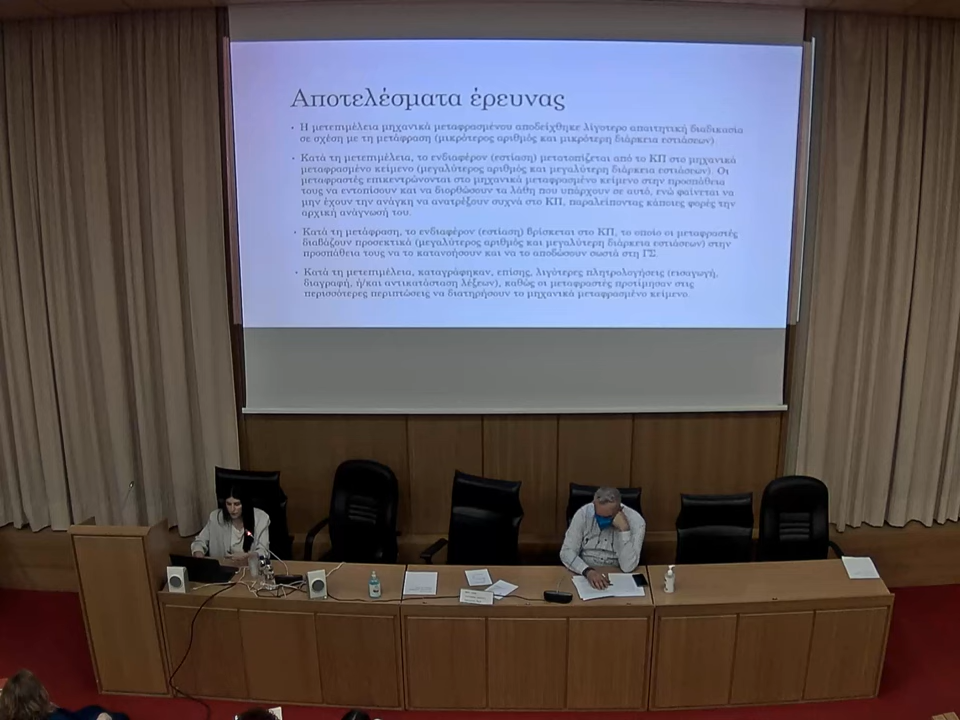 Αποτελέσματα έρευνας
• Η μετεπιμέλεια μηχανικά μεταφρασμένου αποδείχθηκε λιγότερο απαιτητική διαδικασία
σε σχέση με τη μετάφραση (μικρότερος αριθμός και μικρότερη διάρκεια εστιάσεων)
• Κατά τη μετεπιμέλεια, το ενδιαφέρον (εστίαση) μετατοπίζεται από το ΚΠ στο μηχανικά
μεταφρασμένο κείμενο (μεγαλύτερος αριθμός και μεγαλύτερη διάρκεια εστιάσεων). Οι
μεταφραστές επικεντρώνονται στο μηχανικά μεταφρασμένο κείμενο στην προσπάθεια
τους να εντοπίσουν και να διορθώσουν τα λάθη που υπάρχουν σε αυτό, ενώ φαίνεται να
μην έχουν την ανάγκη να ανατρέξουν συχνά στο ΚΠ, παραλείποντας κάποιες φορές την
αρχική ανάγνωσή του.
• Κατά τη μετάφραση, το ενδιαφέρον (εστίαση) βρίσκεται στο ΚΠ, το οποίο οι μεταφραστές
διαβάζουν προσεκτικά (μεγαλύτερος αριθμός και μεγαλύτερη διάρκεια εστιάσεων) στην
προσπάθεια τους να το κατανοήσουν και να το αποδώσουν σωστά στη ΓΣ.
• Κατά τη μετεπιμέλεια, καταγράφηκαν, επίσης, λιγότερες πλητρολογήσεις (εισαγωγή,
διαγραφή, ή/και αντικατάσταση λέξεων), καθώς οι μεταφραστές προτίμησαν στις
περισσότερες περιπτώσεις να διατηρήσουν το μηχανικά μεταφρασμένο κείμενο.